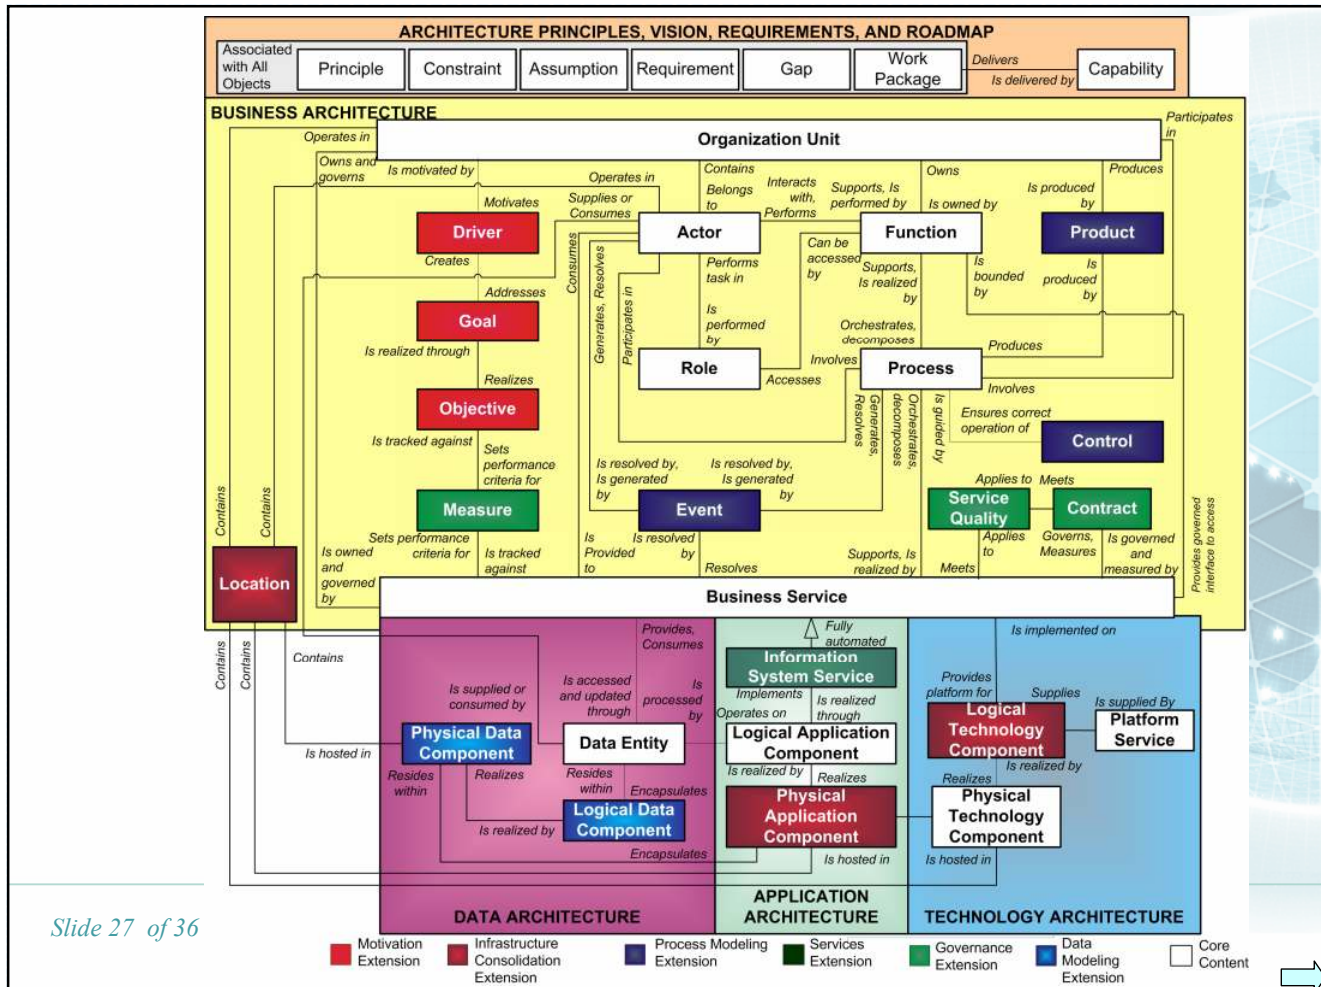 ARCHITECTURE PRINCIPLES, VISION, REQUIREMENTS, AND ROADMAP
Associated
with All
Objects
Principle
Constraint
Assumption
Requirement
Gap
Work
Package
Delivers
Is delivered by
Capability
BUSINESS ARCHITECTURE
Participates
in
Operates in
Organization Unit
Owns and
governs
Is motivated by
Operates in
Contains
Belongs
to
Interacts
with,
Performs
Supports, Is
performed by
Owns
Is owned by
Produces
Is produced
by
Motivates
Supplies or
Consumes
Driver
Actor
Function
Product
Creates
Consumes
Generates, Resolves
Participates in
Performs
task in
Can be
accessed
by
Supports,
Is realized
by
Is
bounded
by
Is
produced
by
Addresses
Goal
Is realized through
Is
performed
by
Orchestrates,
decomposes
Realizes
Role
Accesses
Involves
Process
Produces
Involves
Objective
Is tracked against
Sets
performance
criteria for
Generates,
Resolves
Orchestrates,
decomposes
Is guided by
Ensures correct
operation of
Control
Is resolved by,
Is generated
by
Is resolved by,
Is generated
by
Applies to
Meets
Measure
Event
Service
Quality
Contract
Contains
Contains
Sets performance
criteria for
Is tracked
against
Is
Provided
to
Is resolved
by
Resolves
Supports, Is
realized by
Applies
to
Meets
Governs,
Measures
Is governed
and
measured by
Provides governed
interface to access
Location
Is owned
and
governed
by
Business Service
Contains
Contains
Contains
Provides,
Consumes
Fully
automated
Is implemented on
Information
System Service
Is supplied or
consumed by
Is accessed
and updated
through
Is
processed
by
Implements
Is realized
through
Operates on
Provides
platform for
Supplies
Is supplied By
Is hosted in
Physical Data
Component
Data Entity
Logical Application
Component
Logical
Technology
Component
Platform
Service
Resides
within
Realizes
Resides
within
Encapsulates
Is realized by
Realizes
Is realized by
Realizes
Is realized by
Logical Data
Component
Physical
Application
Component
Physical
Technology
Component
Encapsulates
Is hosted in
Is hosted in
DATA ARCHITECTURE
APPLICATION
ARCHITECTURE
TECHNOLOGY ARCHITECTURE
Slide 27 of 36
Motivation
Extension
Infrastructure
Consolidation
Extension
Process Modeling
Extension
Services
Extension
Governance
Extension
Data
Modeling
Extension
Core
Content